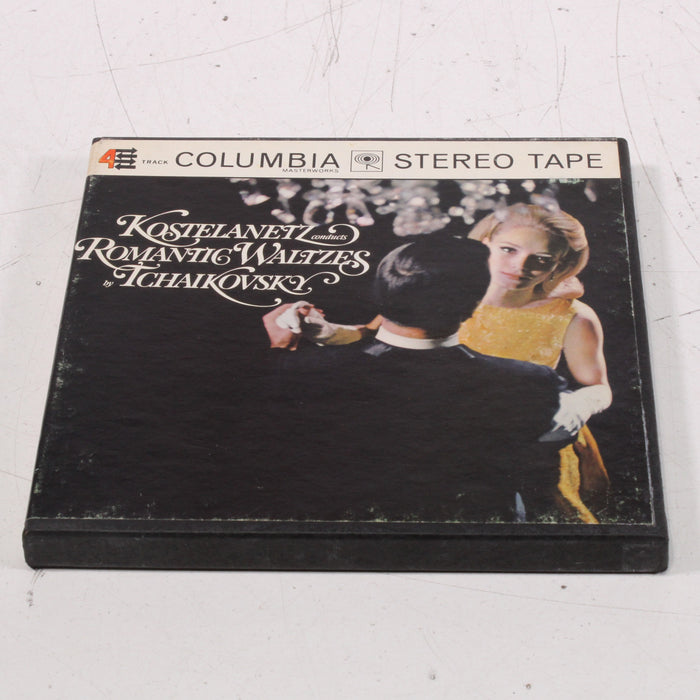 4 TRACK COLUMBIA STEREO TAPE
MASTERWORKS
KOSTELANETZ conducts
ROMANTIC WALTZES
by TCHAIKOVSKY